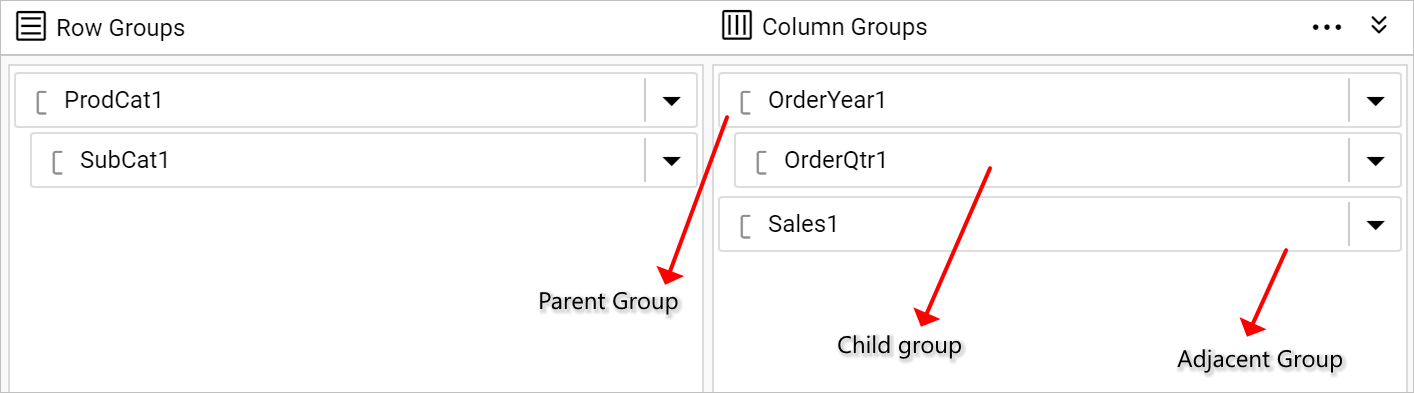 Row Groups
Column Groups
ProdCat1
SubCat1
OrderYear1
OrderQtr1
Sales1
Parent Group
Child group
Adjacent Group